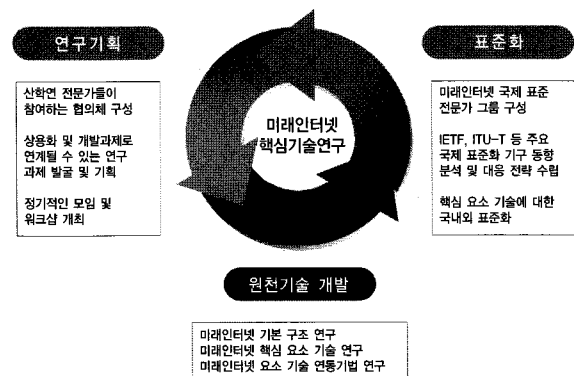 연구기획
산학연 전문가들이
참여하는 협의체 구성
상용화 및 개발과제로
연계될 수 있는 연구
과제 발굴 및 기획
정기적인 모임 및
워크샵 개최
미래인터넷
핵심기술연구
표준화
미래인터넷 국제 표준
전문가 그룹 구성
IETF, ITU-T 등 주요
국제 표준화 기구 동향
분석 및 대응 전략 수립
핵심 요소 기술에 대한
국내외 표준화
원천기술 개발
미래인터넷 기본 구조 연구
미래인터넷 핵심 요소 기술 연구
미래인터넷 요소 기술 연동기법 연구